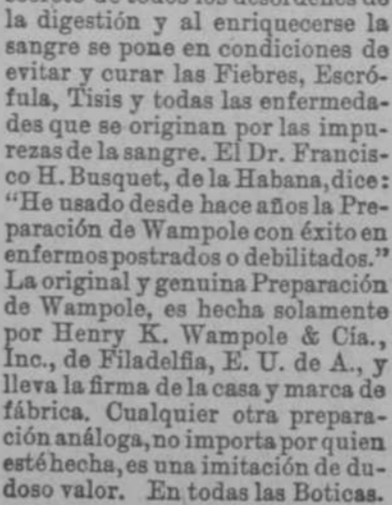 de todos los desórdenes de
la digestión y al enriquecerse la
sangre se pone en condiciones de
evitar y curar las Fiebres, Escró-
fula, Tisis y todas las enfermeda-
des que se originan por las impu-
rezas de la sangre. El Dr. Francis-
co H. Busquet, de la Habana, dice:
“He usado desde hace años la Pre-
paración de Wampole con éxito en
enfermos postrados o debilitados.”
La original y genuina Preparación
de Wampole, es hecha solamente
por Henry K. Wampole & Cía.,
Inc., de Filadelfia, E. U. de A., y
lleva la firma de la casa y marca de
fábrica. Cualquier otra prepara-
ción análoga, no importa por quien
esté hecha, es una imitación de du-
doso valor. En todas las Boticas.